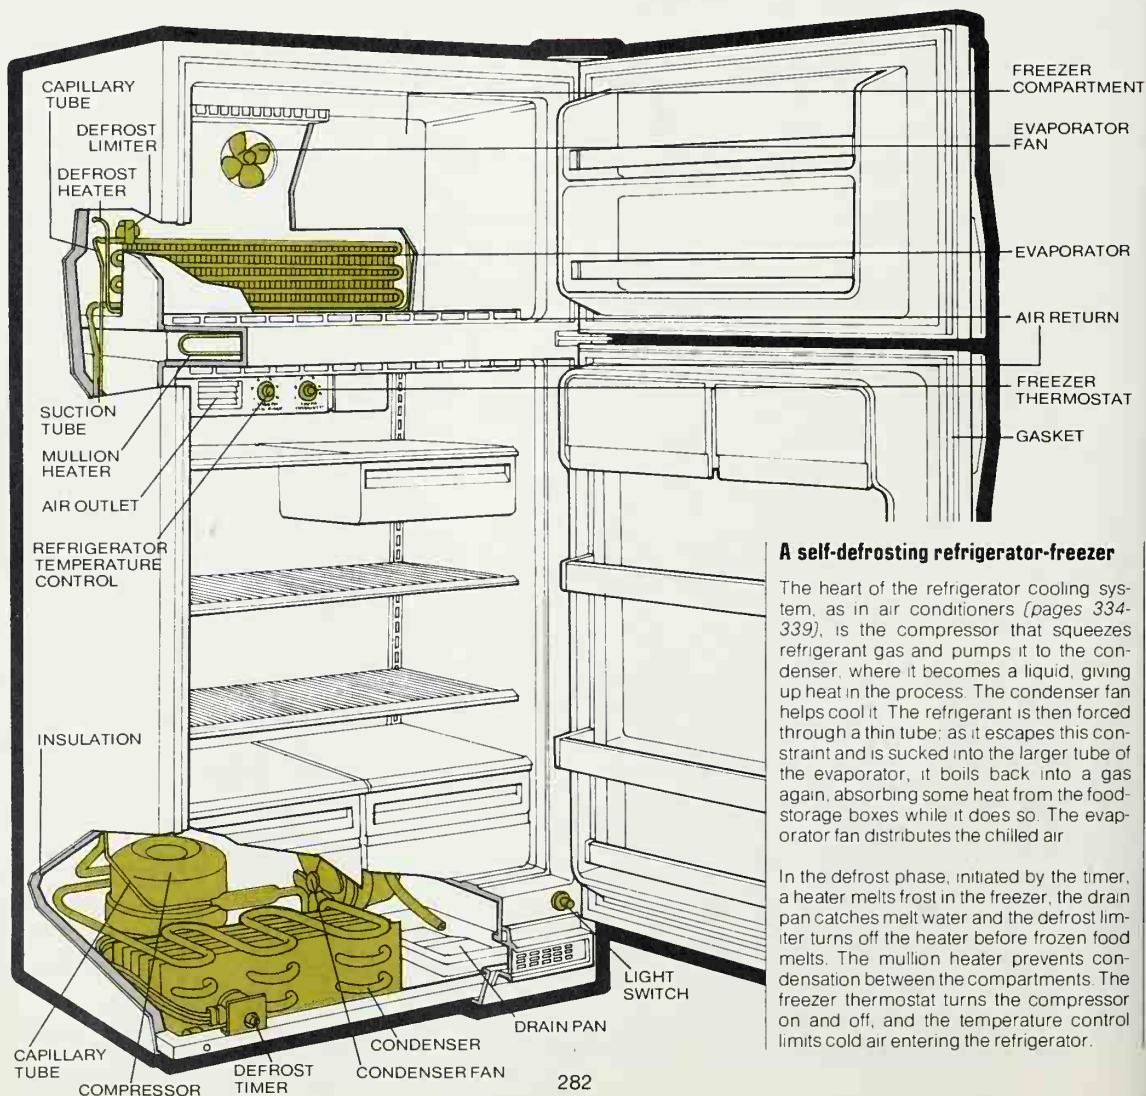 CAPILLARY
TUBE
DEFROST
LIMITER
DEFROST
HEATER
SUCTION
TUBE
MULLION
HEATER
AIR OUTLET
REFRIGERATOR
TEMPERATURE
CONTROL
INSULATION
CAPILLARY
TUBE
COMPRESSOR
DEFROST
TIMER
CONDENSER FAN
CONDENSER
DRAIN PAN
LIGHT
SWITCH
FREEZER
COMPARTMENT
EVAPORATOR
FAN
EVAPORATOR
AIR RETURN
FREEZER
THERMOSTAT
GASKET
A self-defrosting refrigerator-freezer
The heart of the refrigerator cooling sys-
tem, as in air conditioners (pages 334-
339), is the compressor that squeezes
refrigerant gas and pumps it to the con-
denser, where it becomes a liquid, giving
up heat in the process. The condenser fan
helps cool it. The refrigerant is then forced
through a thin tube; as it escapes this con-
straint and is sucked into the larger tube of
the evaporator, it boils back into a gas
again, absorbing some heat from the food-
storage boxes while it does so. The evap-
orator fan distributes the chilled air
In the defrost phase, initiated by the timer,
a heater melts frost in the freezer, the drain
pan catches melt water and the defrost lim-
iter turns off the heater before frozen food
melts. The mullion heater prevents con-
densation between the compartments. The
freezer thermostat turns the compressor
on and off, and the temperature control
limits cold air entering the refrigerator.
282